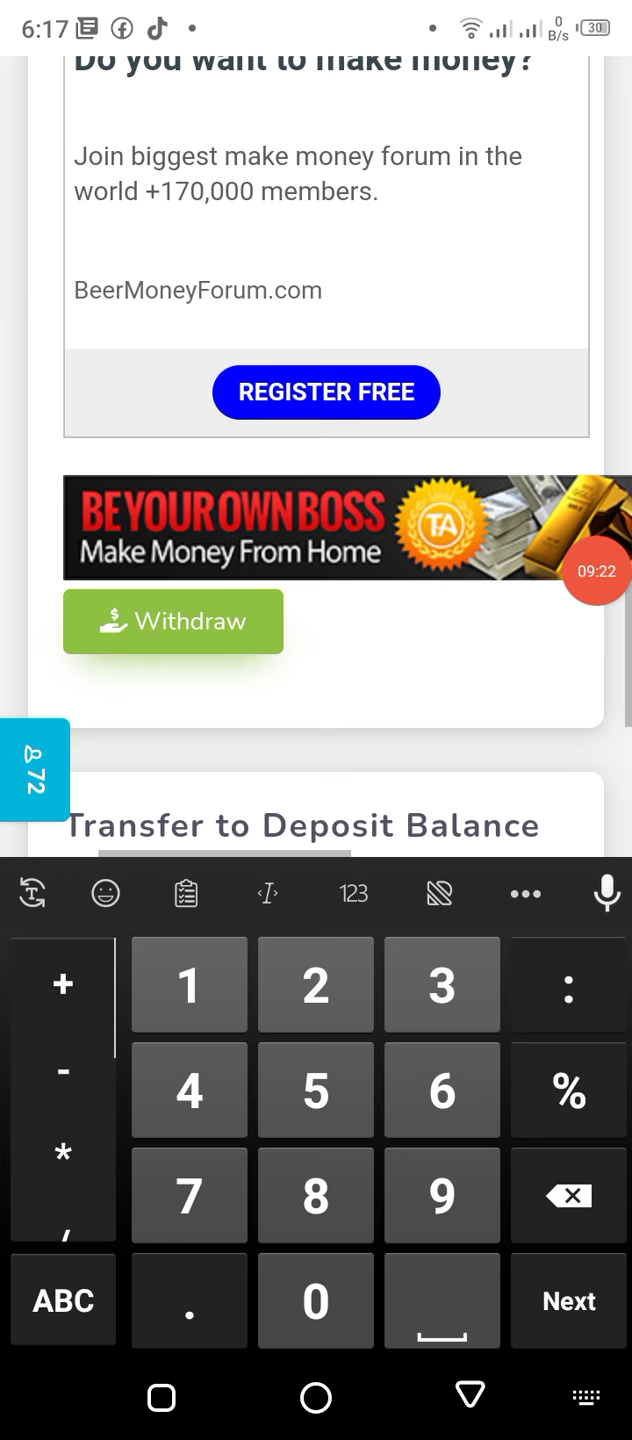 6:17
0
B/s
30
Do you want to make money?
Join biggest make money forum in the
world +170,000 members.
BeerMoneyForum.com
REGISTER FREE
BE YOUR OWN BOSS
TA
Make Money From Home
09:22
Withdraw
72
Transfer to Deposit Balance
123
+ 1 2 3 :
- 4 5 6 %
* 7 8 9
,
ABC . 0 Next